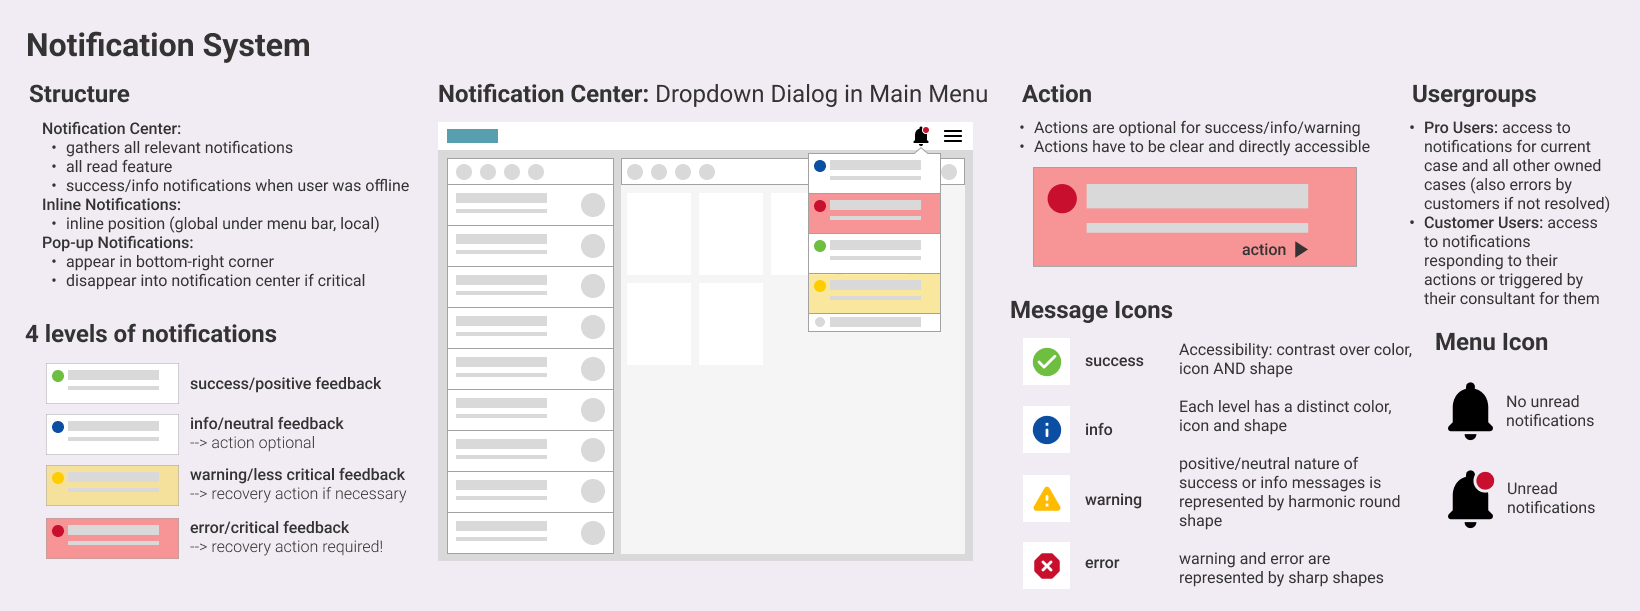 Notification System
Structure
Notification Center:
• gathers all relevant notifications
• all read feature
• success/info notifications when user was offline
Inline Notifications:
• inline position (global under menu bar, local)
Pop-up Notifications:
• appear in bottom-right corner
• disappear into notification center if critical
4 levels of notifications
success/positive feedback
info/neutral feedback
--> action optional
warning/less critical feedback
--> recovery action if necessary
error/critical feedback
--> recovery action required!
Notification Center: Dropdown Dialog in Main Menu
Action
• Actions are optional for success/info/warning
• Actions have to be clear and directly accessible
action
Message Icons
success
Accessibility: contrast over color,
icon AND shape
info
Each level has a distinct color,
icon and shape
warning
positive/neutral nature of
success or info messages is
represented by harmonic round
shape
error
warning and error are
represented by sharp shapes
Usergroups
• Pro Users: access to
notifications for current
case and all other owned
cases (also errors by
customers if not resolved)
• Customer Users: access
to notifications
responding to their
actions or triggered by
their consultant for them
Menu Icon
No unread
notifications
Unread
notifications